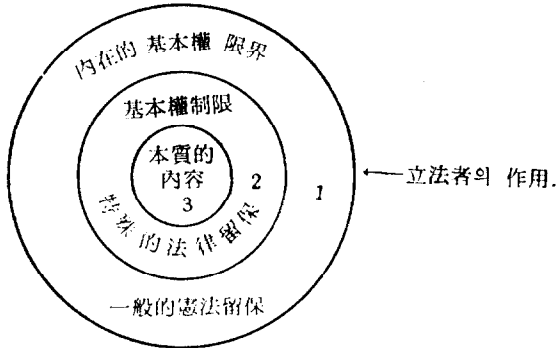 內在的 基本權 限界
基本權制限
本質的
內容
3
2
1
特殊的法律留保
一般的憲法留保
←立法者의 作用.